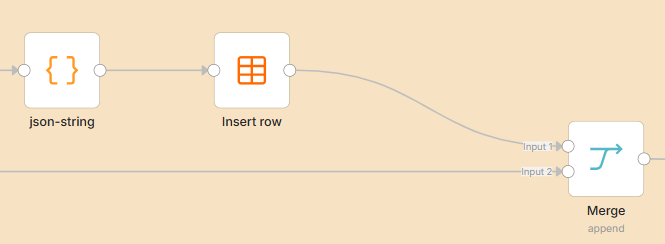 { }
json-string
Insert row
Input 1
Input 2
Merge
append